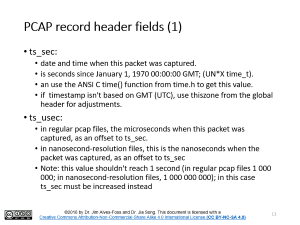 PCAP record header fields (1)
• ts_sec:
• date and time when this packet was captured.
• is seconds since January 1, 1970 00:00:00 GMT; (UN*X time_t).
• an use the ANSI C time() function from time.h to get this value.
• if timestamp isn't based on GMT (UTC), use thiszone from the global
header for adjustments.
• ts_usec:
• in regular pcap files, the microseconds when this packet was
captured, as an offset to ts_sec.
• in nanosecond-resolution files, this is the nanoseconds when the
packet was captured, as an offset to ts_sec
• Note: this value shouldn't reach 1 second (in regular pcap files 1 000
000; in nanosecond-resolution files, 1 000 000 000); in this case
ts_sec must be increased instead
©2010 by Dr. Jim Alves-Foss and Dr. Jia Song. This document is licensed with a
Creative Commons Attribution-Non-Commercial-Share Alike 4.0 International License (CC BY-NC-SA 4.0)